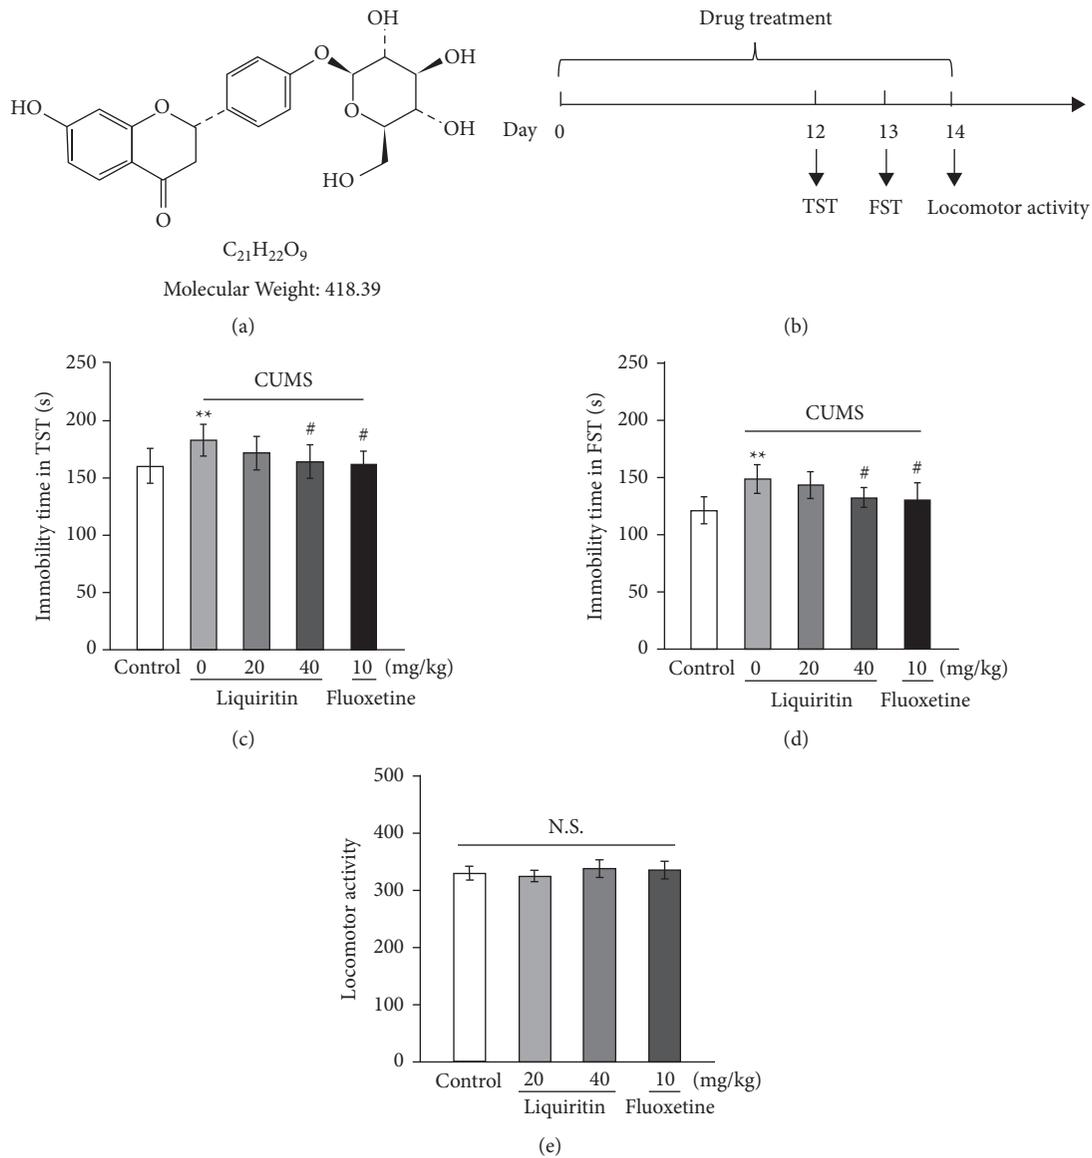 OH
O
OH
HO
O
O
OH
HO
O
C21H22O9
Molecular Weight: 418.39
(a)
Drug treatment
Day 0 12 13 14
TST FST Locomotor activity
(b)
Immobility time in TST (s)
250
200
150
100
50
0
CUMS
**
#
#
Control 0 20 40 10 (mg/kg)
Liquiritin Fluoxetine
(c)
Immobility time in FST (s)
250
200
150
100
50
0
CUMS
**
#
#
Control 0 20 40 10 (mg/kg)
Liquiritin Fluoxetine
(d)
Locomotor activity
500
400
300
200
100
0
N.S.
Control 20 40 10 (mg/kg)
Liquiritin Fluoxetine
(e)